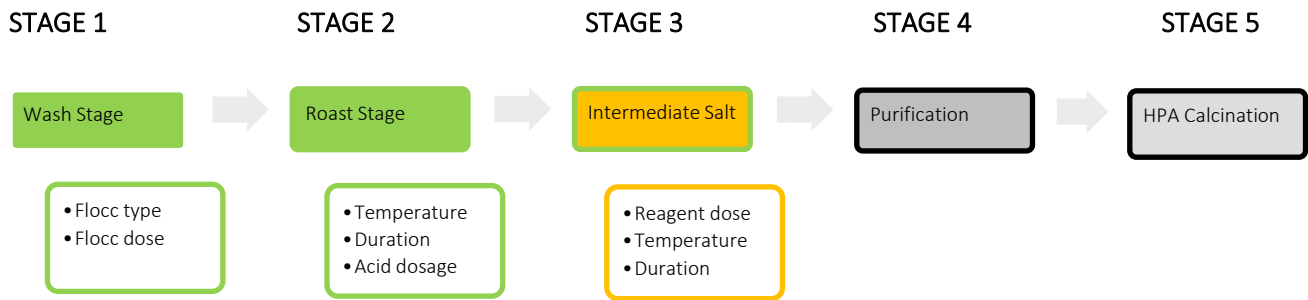 STAGE 1
STAGE 2
STAGE 3
STAGE 4
STAGE 5
Wash Stage
Roast Stage
Intermediate Salt
Purification
HPA Calcination
• Flocc type
• Flocc dose
• Temperature
• Duration
• Acid dosage
• Reagent dose
• Temperature
• Duration